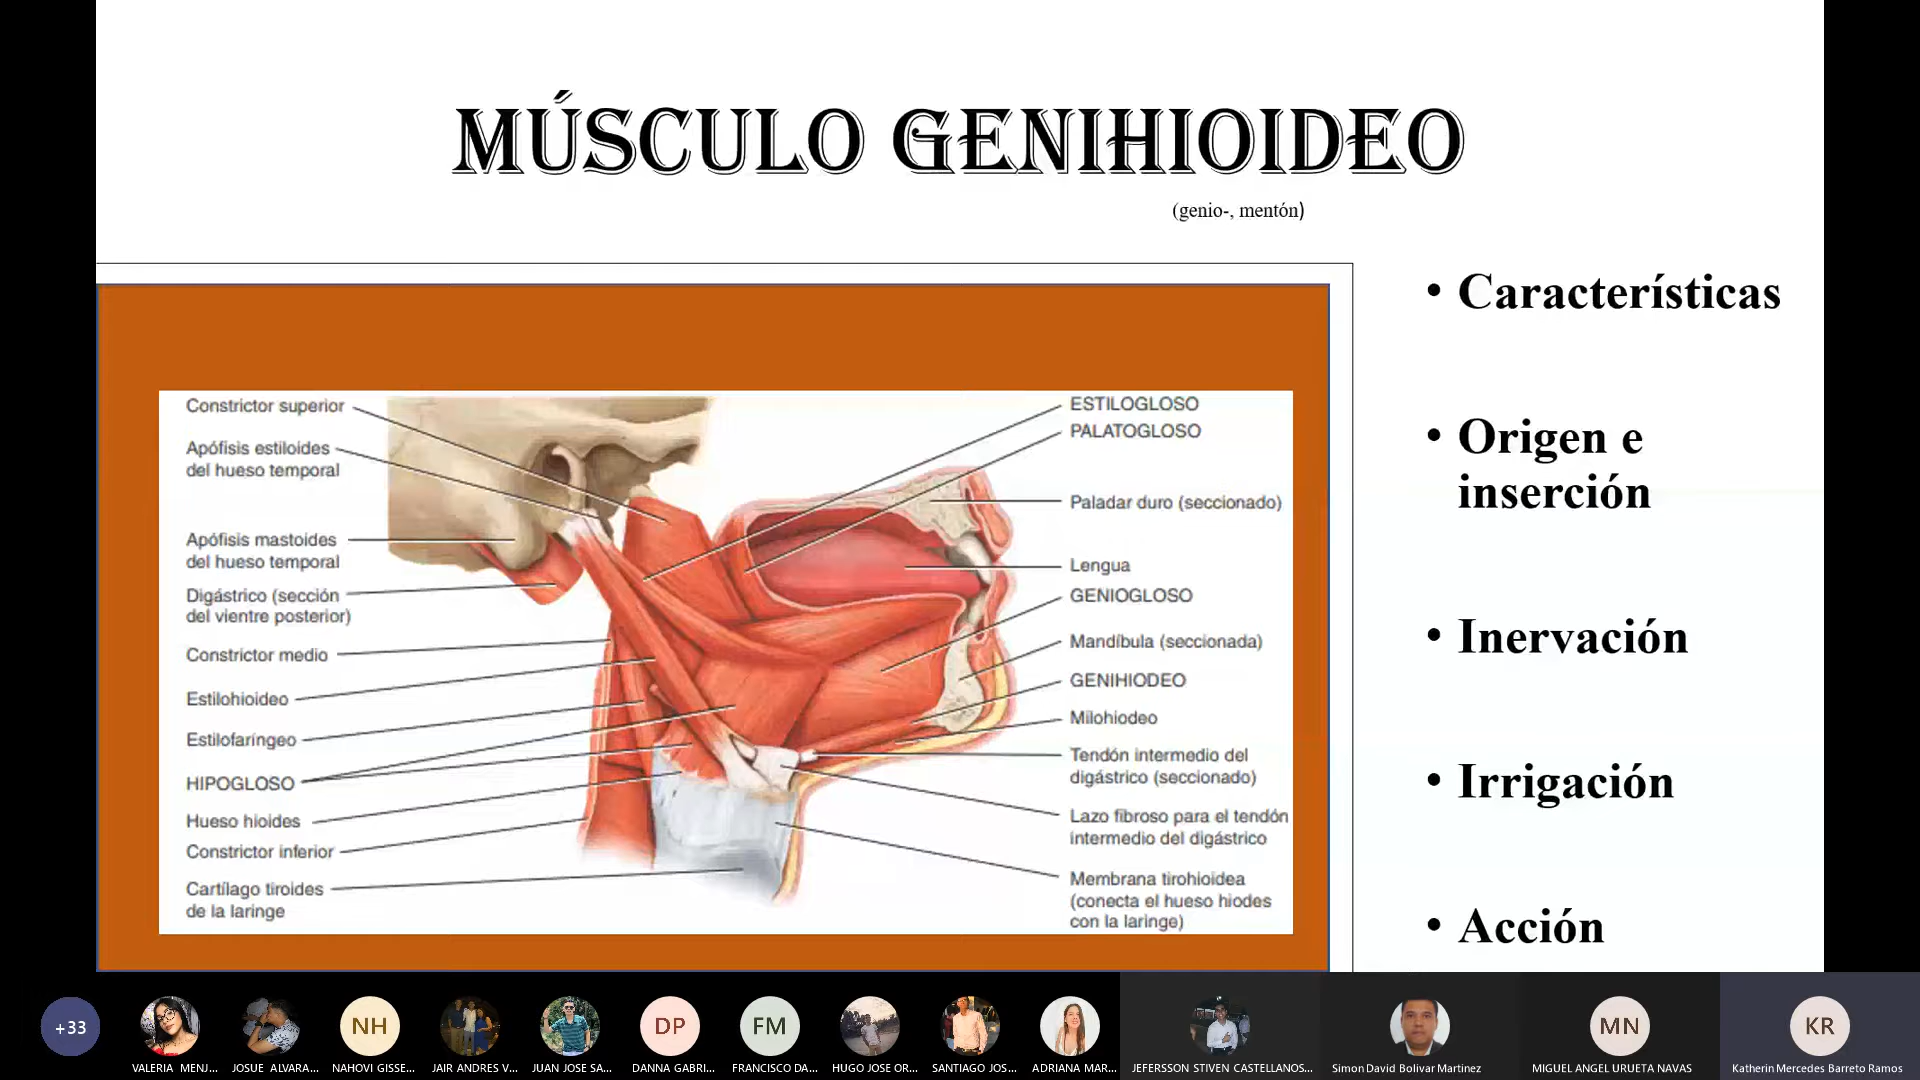 MÚSCULO GENIHIOIDEO
(genio-, mentón)
• Características
• Origen e
inserción
• Inervación
• Irrigación
• Acción
Constrictor superior
Apófisis estiloides
del hueso temporal
Apófisis mastoides
del hueso temporal
Digástrico (sección
del vientre posterior)
Constrictor medio
Estilohioideo
Estilofaríngeo
HIPOGLOSO
Hueso hioides
Constrictor inferior
Cartílago tiroides
de la laringe
ESTILOGLOSO
PALATOGLOSO
Paladar duro (seccionado)
Lengua
GENIOGLOSO
Mandíbula (seccionada)
GENIHIODEO
Milohiodeo
Tendón intermedio del
digástrico (seccionado)
Lazo fibroso para el tendón
intermedio del digástrico
Membrana tirohioidea
(conecta el hueso hiodes
con la laringe)
+33
NH
DP
FM
MN
KR
VALERIA MENJ...
JOSUE ALVARA...
NAHOVI GISSE...
JAIR ANDRES V...
JUAN JOSE SA...
DANNA GABRI...
FRANCISCO DA...
HUGO JOSE OR...
SANTIAGO JOS...
ADRIANA MAR...
JEFERSSON STIVEN CASTELLANOS...
Simon David Bolivar Martinez
MIGUEL ANGEL URUETA NAVAS
Katherin Mercedes Barreto Ramos